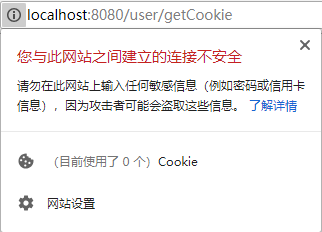 localhost:8080/user/getCookie
您与此网站之间建立的连接不安全
请勿在此网站上输入任何敏感信息（例如密码或信用卡
信息），因为攻击者可能会盗取这些信息。 了解详情
（目前使用了 0 个）Cookie
网站设置